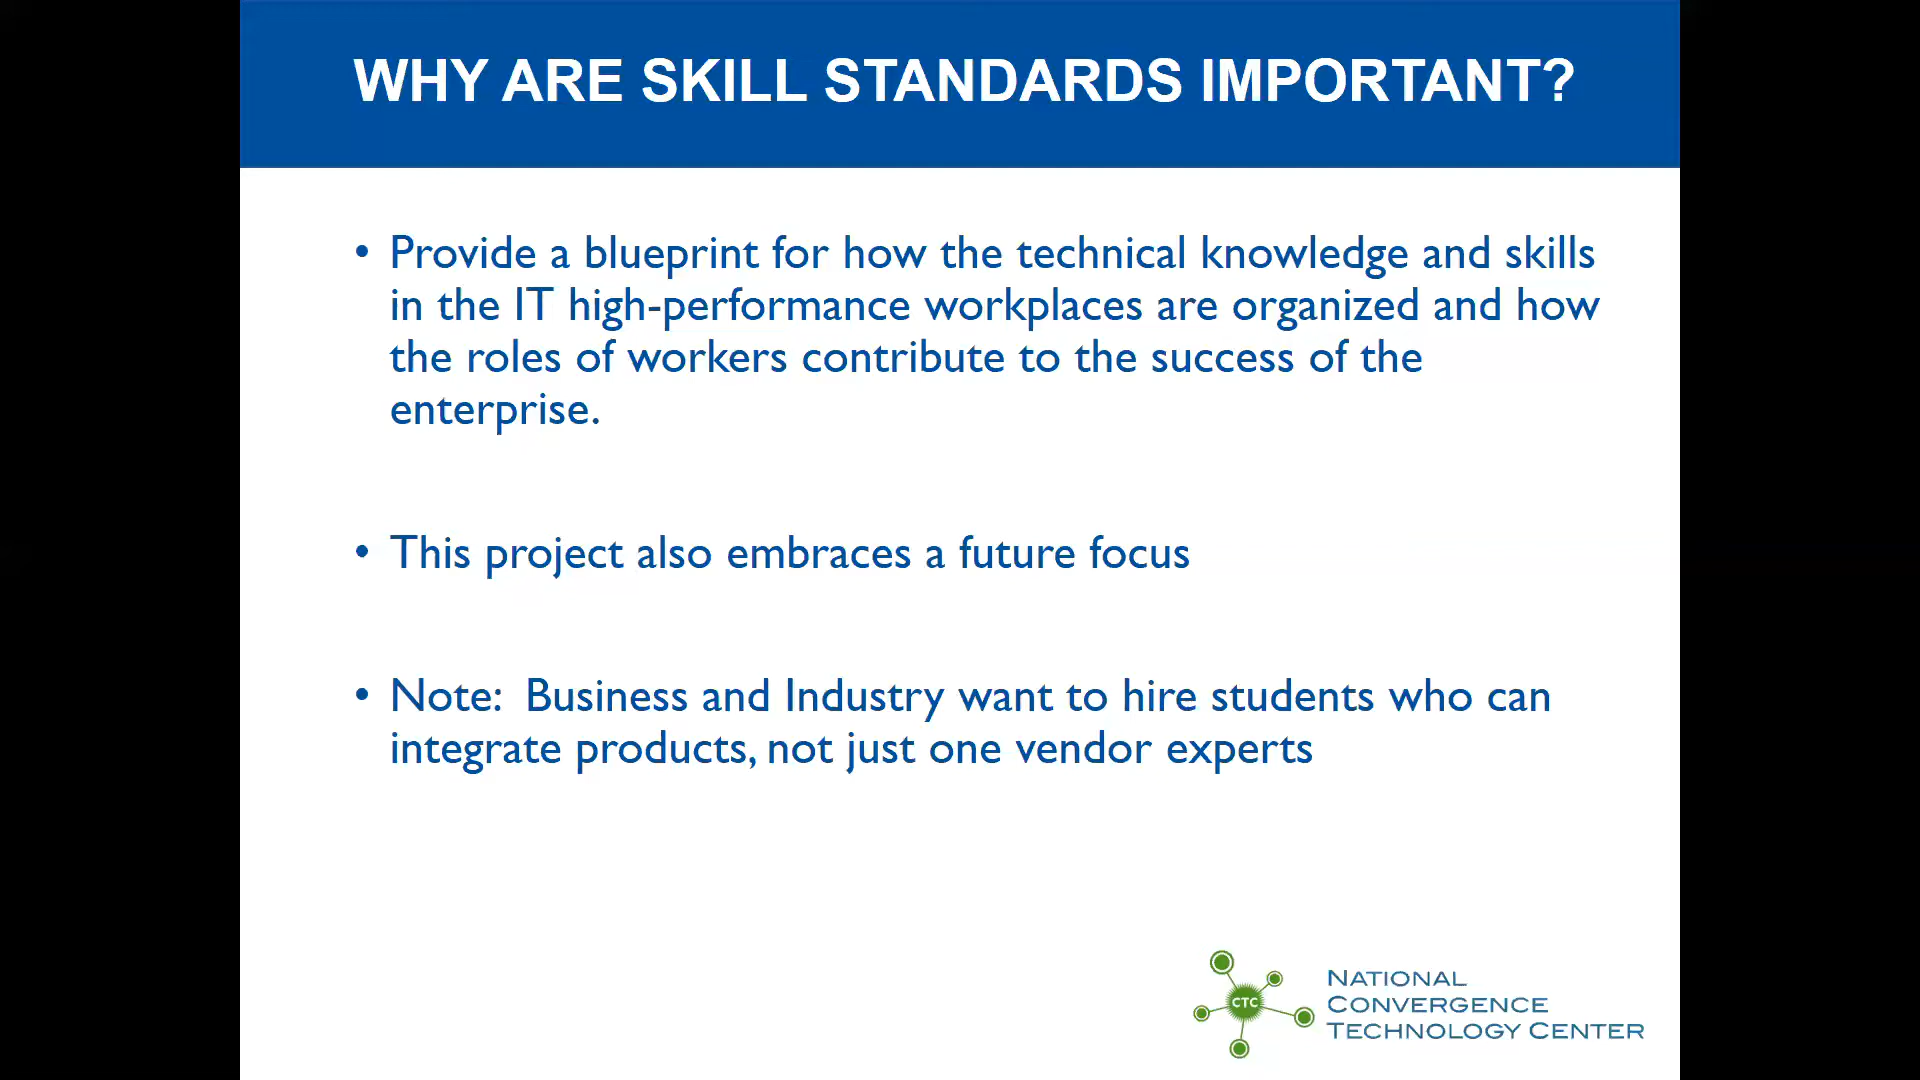 WHY ARE SKILL STANDARDS IMPORTANT?
• Provide a blueprint for how the technical knowledge and skills
in the IT high-performance workplaces are organized and how
the roles of workers contribute to the success of the
enterprise.
• This project also embraces a future focus
• Note:  Business and Industry want to hire students who can
integrate products, not just one vendor experts
CTC
NATIONAL
CONVERGENCE
TECHNOLOGY CENTER